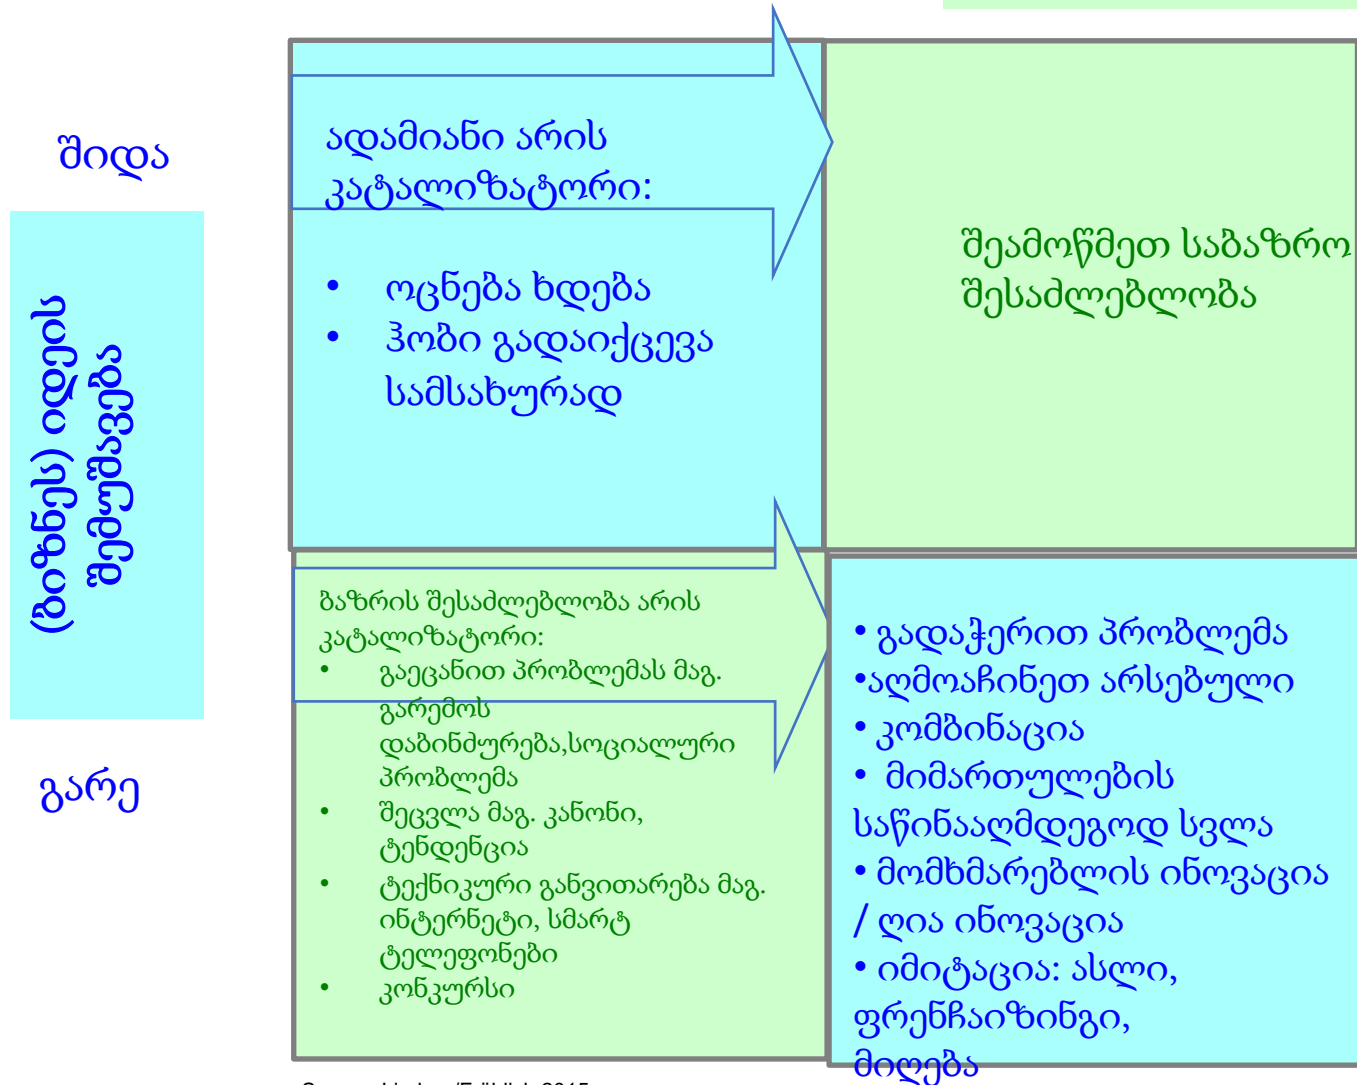 შიდა
(ბიზნეს) იდეის
შემუშავება
გარე
ადამიანი არის
კატალიზატორი:
• ოცნება ხდება
• ჰობი გადაიქცევა
სამსახურად
შეამოწმეთ საბაზრო
შესაძლებლობა
ბაზრის შესაძლებლობა არის
კატალიზატორი:
• გაეცანით პრობლემას მაგ.
გარემოს
დაბინძურება,სოციალური
პრობლემა
• შეცვლა მაგ. კანონი,
ტენდენცია
• ტექნიკური განვითარება მაგ.
ინტერნეტი, სმარტ
ტელეფონები
• კონკურსი
• გადაჭერით პრობლემა
•აღმოაჩინეთ არსებული
• კომბინაცია
• მიმართულების
საწინააღმდეგოდ სვლა
• მომხმარებლის ინოვაცია
/ ღია ინოვაცია
• იმიტაცია: ასლი,
ფრენჩაიზინგი,
მიღება